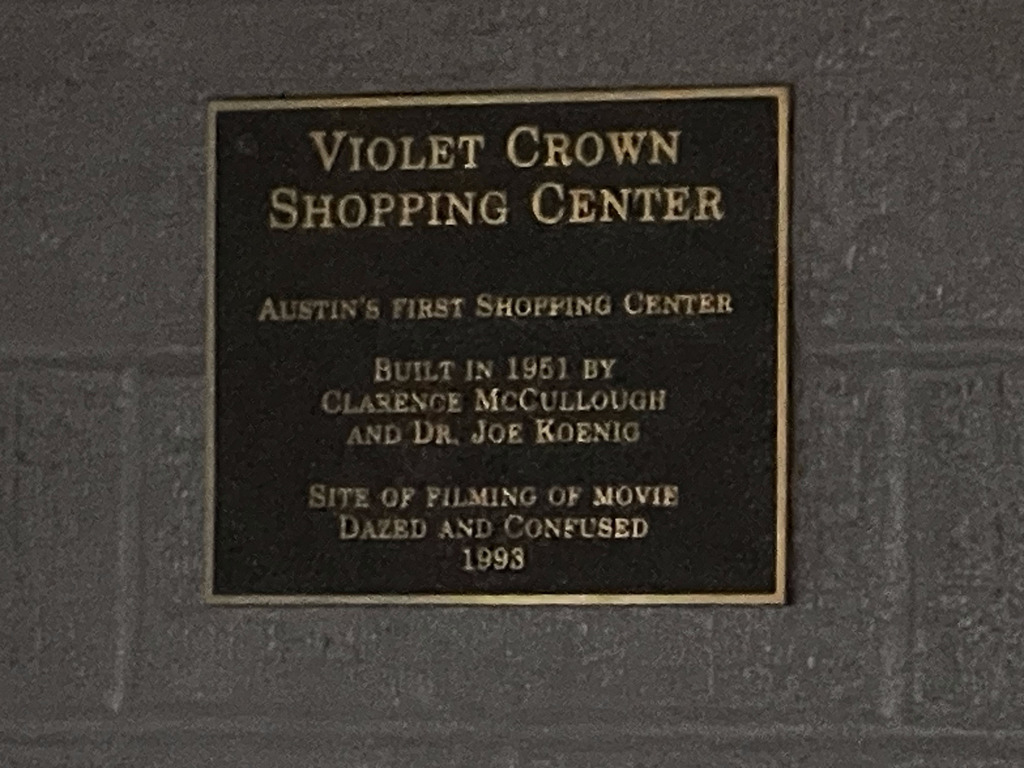 VIOLET CROWN
SHOPPING CENTER
AUSTIN'S FIRST SHOPPING CENTER
BUILT IN 1951 BY
CLARENCE MCCULLOUGH
AND DR. JOE KOENIG
SITE OF FILMING OF MOVIE
DAZED AND CONFUSED
1993